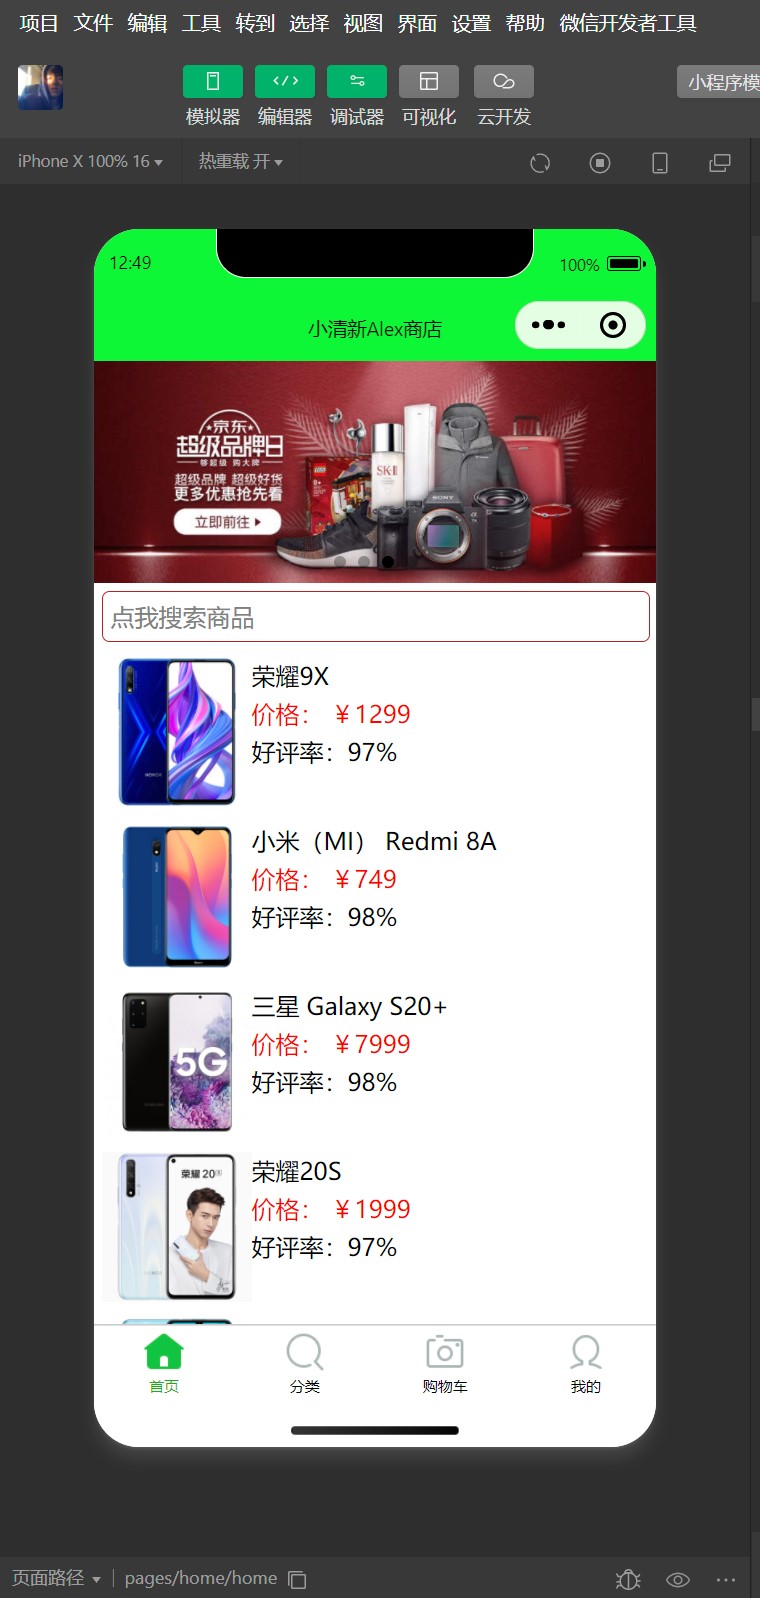 项目 文件 编辑 工具 转到 选择 视图 界面 设置 帮助 微信开发者工具
模拟器 编辑器 调试器 可视化 云开发 小程序模
iPhone X 100% 16 热重载 开
12:49 100%
小清新Alex商店
京东
超级品牌日
够超级 购大牌
超级品牌 超级好货
更多优惠抢先看
立即前往
SK-II
SONY
点我搜索商品
荣耀9X
价格： ￥1299
好评率：97%
HONOR
小米（MI） Redmi 8A
价格： ￥749
好评率：98%
三星 Galaxy S20+
价格： ￥7999
好评率：98%
5G
荣耀20S
价格： ￥1999
好评率：97%
荣耀 20S
首页 分类 购物车 我的
页面路径 pages/home/home